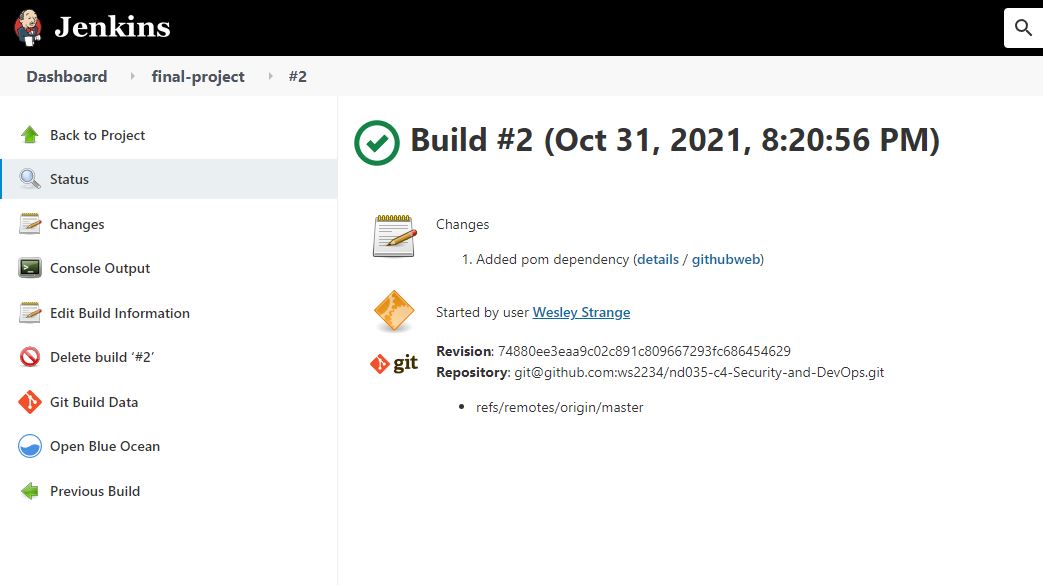 Jenkins
Dashboard final-project #2
Back to Project
Status
Changes
Console Output
Edit Build Information
Delete build ‘#2’
Git Build Data
Open Blue Ocean
Previous Build
Build #2 (Oct 31, 2021, 8:20:56 PM)
Changes
1. Added pom dependency (details / githubweb)
Started by user Wesley Strange
git
Revision: 74880ee3eaa9c02c891c809667293fc686454629
Repository: git@github.com:ws2234/nd035-c4-Security-and-DevOps.git
• refs/remotes/origin/master